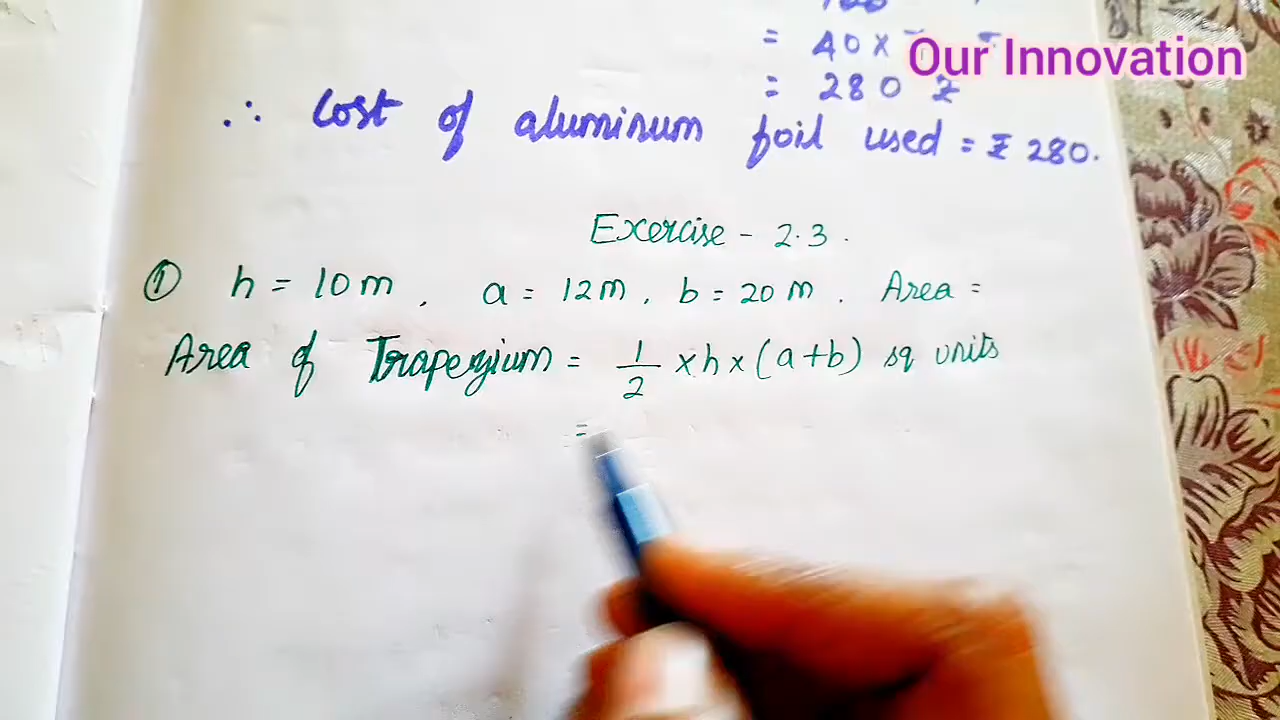 = 40 ×
Our Innovation
= 280 ₹
∴ Cost of aluminum foil used = ₹ 280.
Exercise - 2.3.
① h = 10 m, a = 12 m, b = 20 m. Area =
Area of Trapezium = 1/2 × h × (a+b) sq units
=